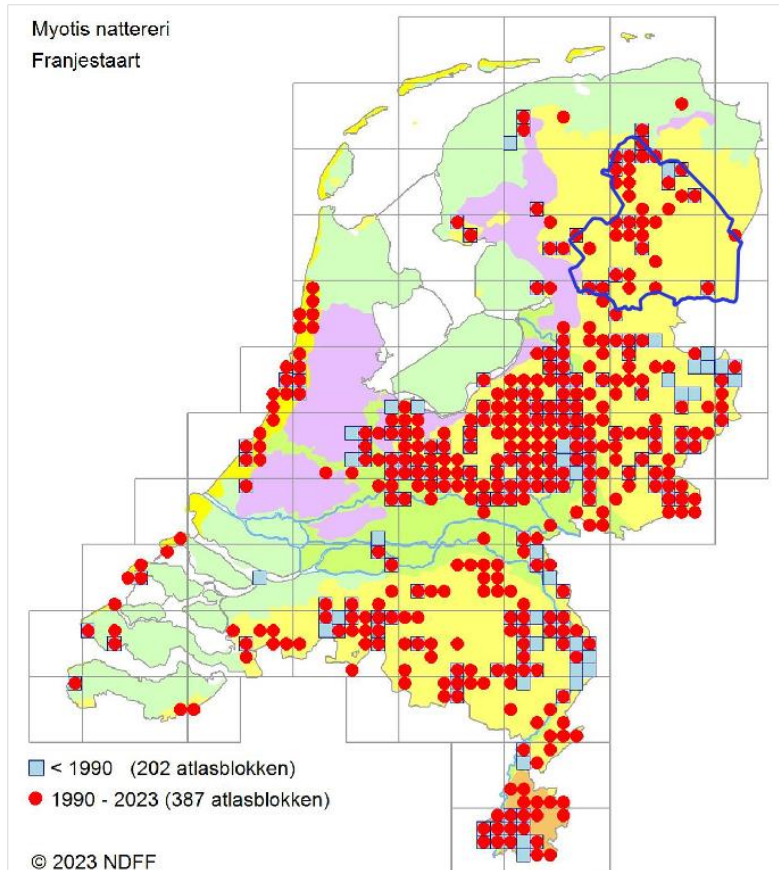 Myotis nattereri
Franjestaart
< 1990 (202 atlasblokken)
1990 - 2023 (387 atlasblokken)
© 2023 NDFF